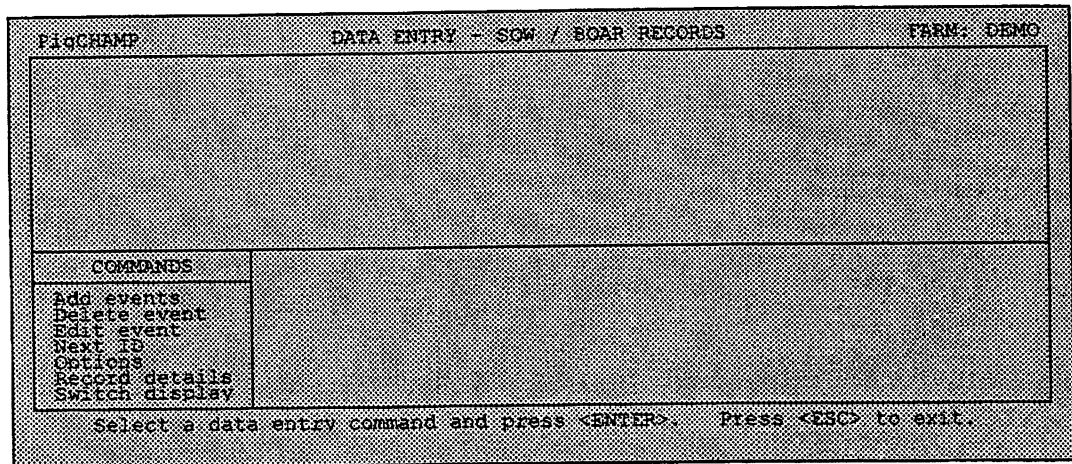 PigCHAMP DATA ENTRY - SOW / BOAR RECORDS FARM: DEMO
COMMANDS
Add events
Delete event
Edit event
Next ID
Options
Record details
Switch display
Select a data entry command and press <ENTER>. Press <ESC> to exit.